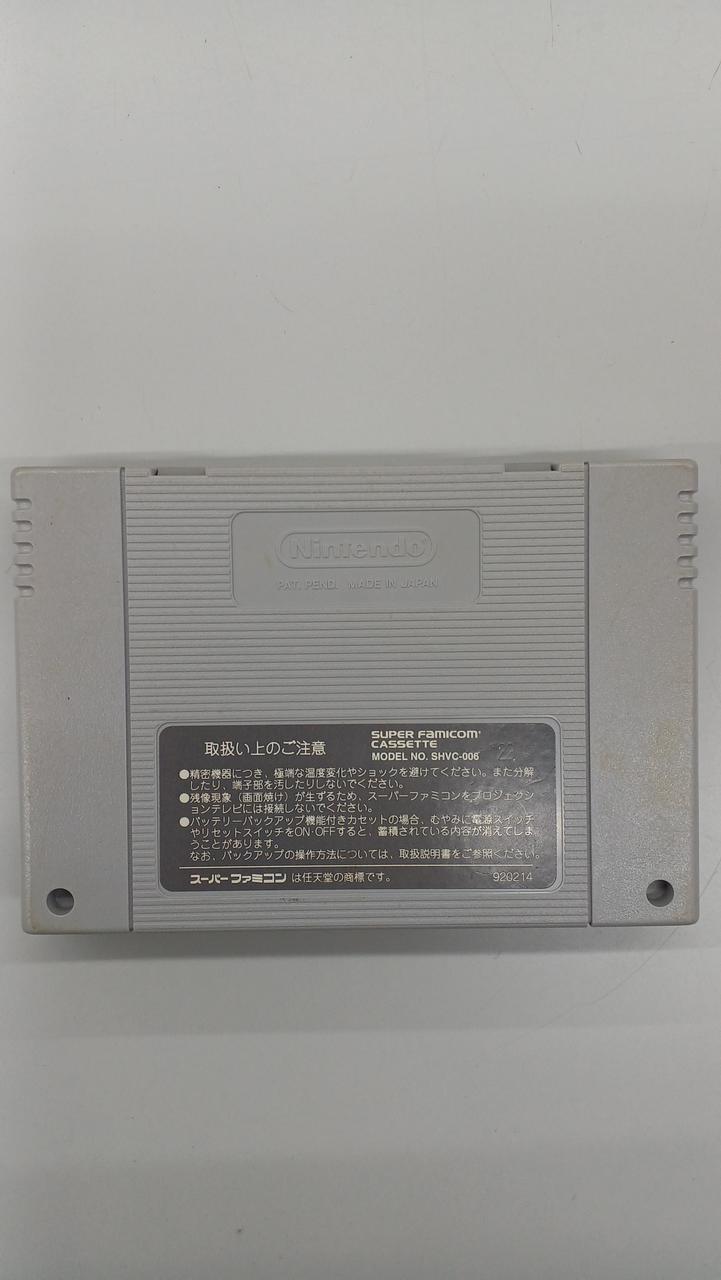 Nintendo
PAT. PEND. MADE IN JAPAN
取扱い上のご注意
SUPER FAMICOM
CASSETTE
MODEL NO. SHVC-006
22
●精密機器につき、極端な温度変化やショックを避けてください。また分解
したり、端子部を汚したりしないでください。
●残像現象（画面焼け）が生ずるため、スーパーファミコンをプロジェクシ
ョンテレビには接続しないでください。
●バッテリーバックアップ機能付きカセットの場合、むやみに電源スイッチ
やリセットスイッチをON・OFFすると、蓄積されている内容が消えてしま
うことがあります。
なお、バックアップの操作方法については、取扱説明書をご参照ください。
スーパーファミコンは任天堂の商標です。
920214